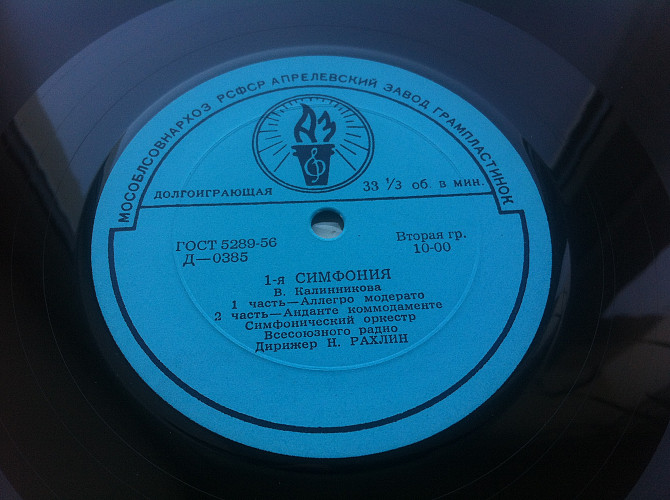 МОСОБЛСОВНАРХОЗ РСФСР АПРЕЛЕВСКИЙ ЗАВОД ГРАМПЛАСТИНОК
АЗ
ДОЛГОИГРАЮЩАЯ
33 1/3 об. в мин.
ГОСТ 5289-56
Д—0385
Вторая гр.
10-00
1-я СИМФОНИЯ
В. Калинникова
1 часть—Аллегро модерато
2 часть—Анданте коммодаменте
Симфонический оркестр
Всесоюзного радио
Дирижер Н. РАХЛИН